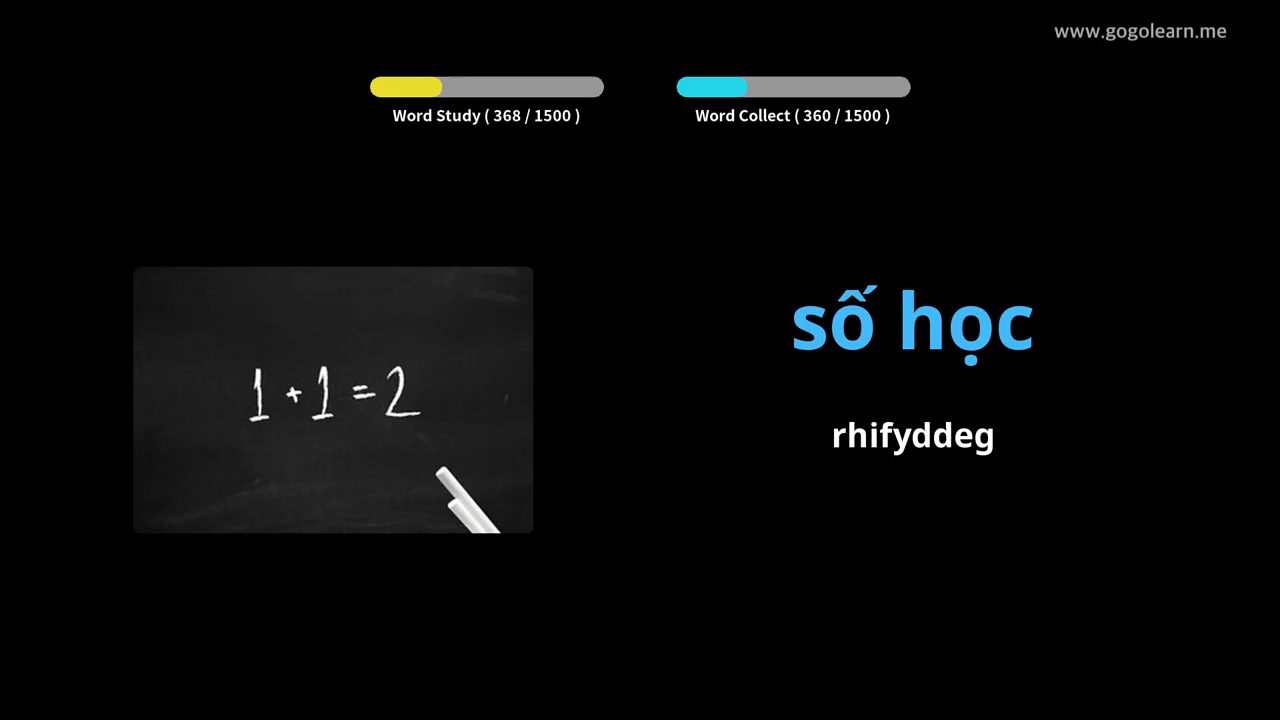 www.gogolearn.me
Word Study ( 368 / 1500 )
Word Collect ( 360 / 1500 )
1 + 1 = 2
số học
rhifyddeg